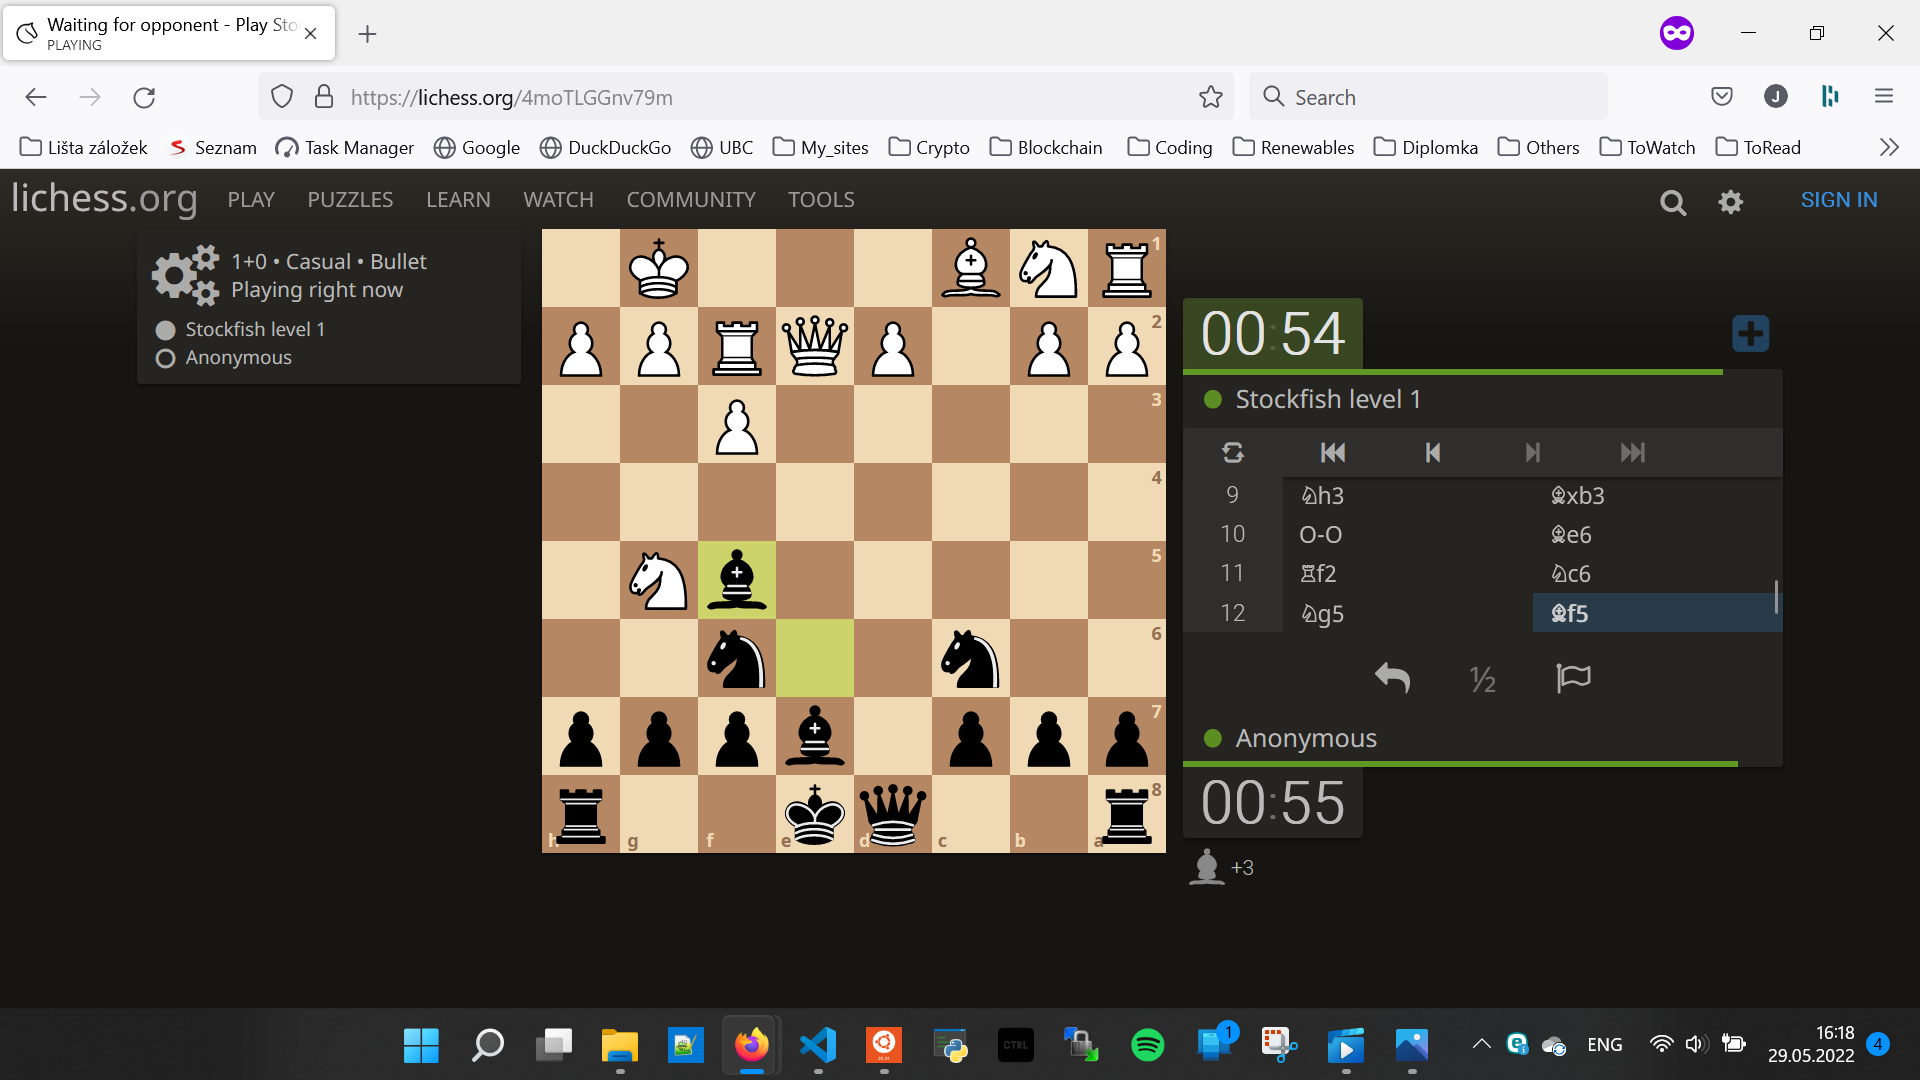 Waiting for opponent - Play Sto
PLAYING
https://lichess.org/4moTLGGnv79m
Search
J
Lišta záložek
Seznam
Task Manager
Google
DuckDuckGo
UBC
My_sites
Crypto
Blockchain
Coding
Renewables
Diplomka
Others
ToWatch
ToRead
lichess.org
PLAY
PUZZLES
LEARN
WATCH
COMMUNITY
TOOLS
SIGN IN
1+0 • Casual • Bullet
Playing right now
Stockfish level 1
Anonymous
1
2
3
4
5
6
7
8
h
g
f
e
d
c
b
a
00:54
Stockfish level 1
9 ♘h3 ♗xb3
10 O-O ♗e6
11 ♖f2 ♘c6
12 ♘g5 ♗f5
½
Anonymous
00:55
+3
CTRL
1
ENG
16:18
29.05.2022
4